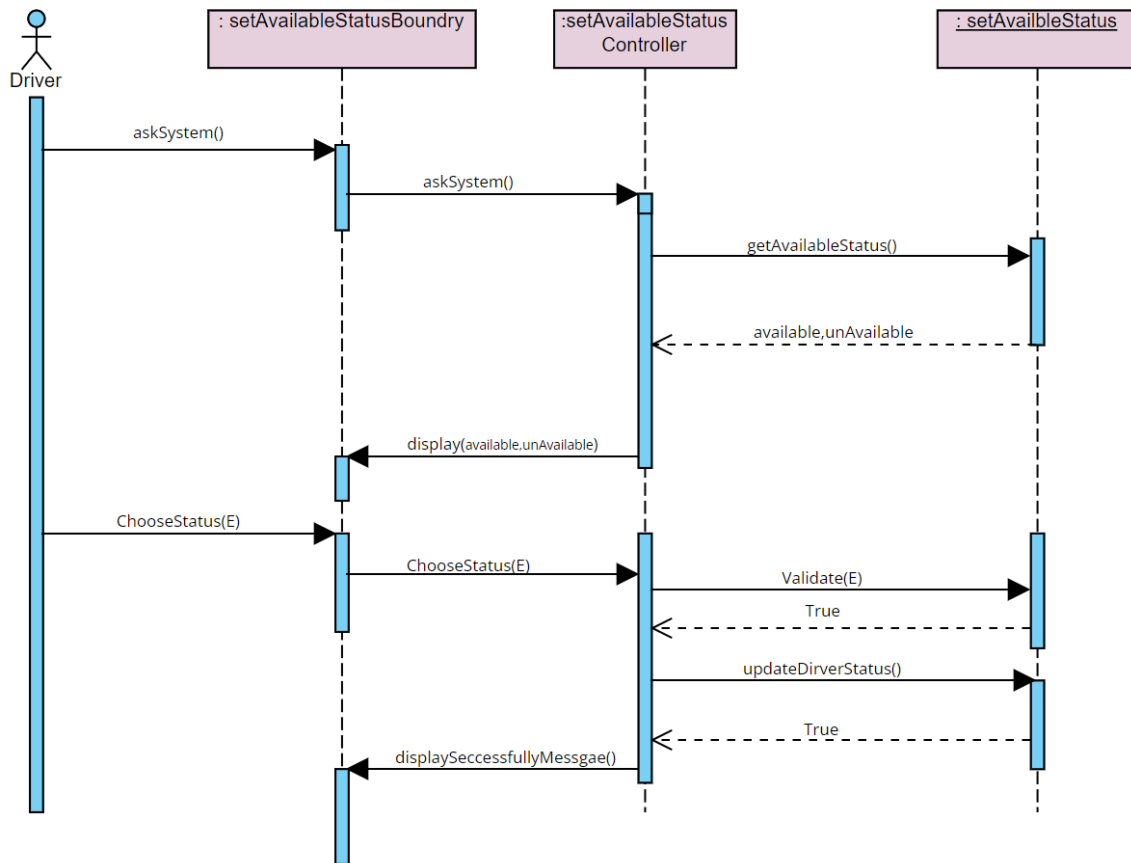 : setAvailableStatusBoundry
:setAvailableStatus
Controller
: setAvailbleStatus
Driver
askSystem()
askSystem()
getAvailableStatus()
available,unAvailable
display(available,unAvailable)
ChooseStatus(E)
ChooseStatus(E)
Validate(E)
True
updateDirverStatus()
True
displaySeccessfullyMessgae()